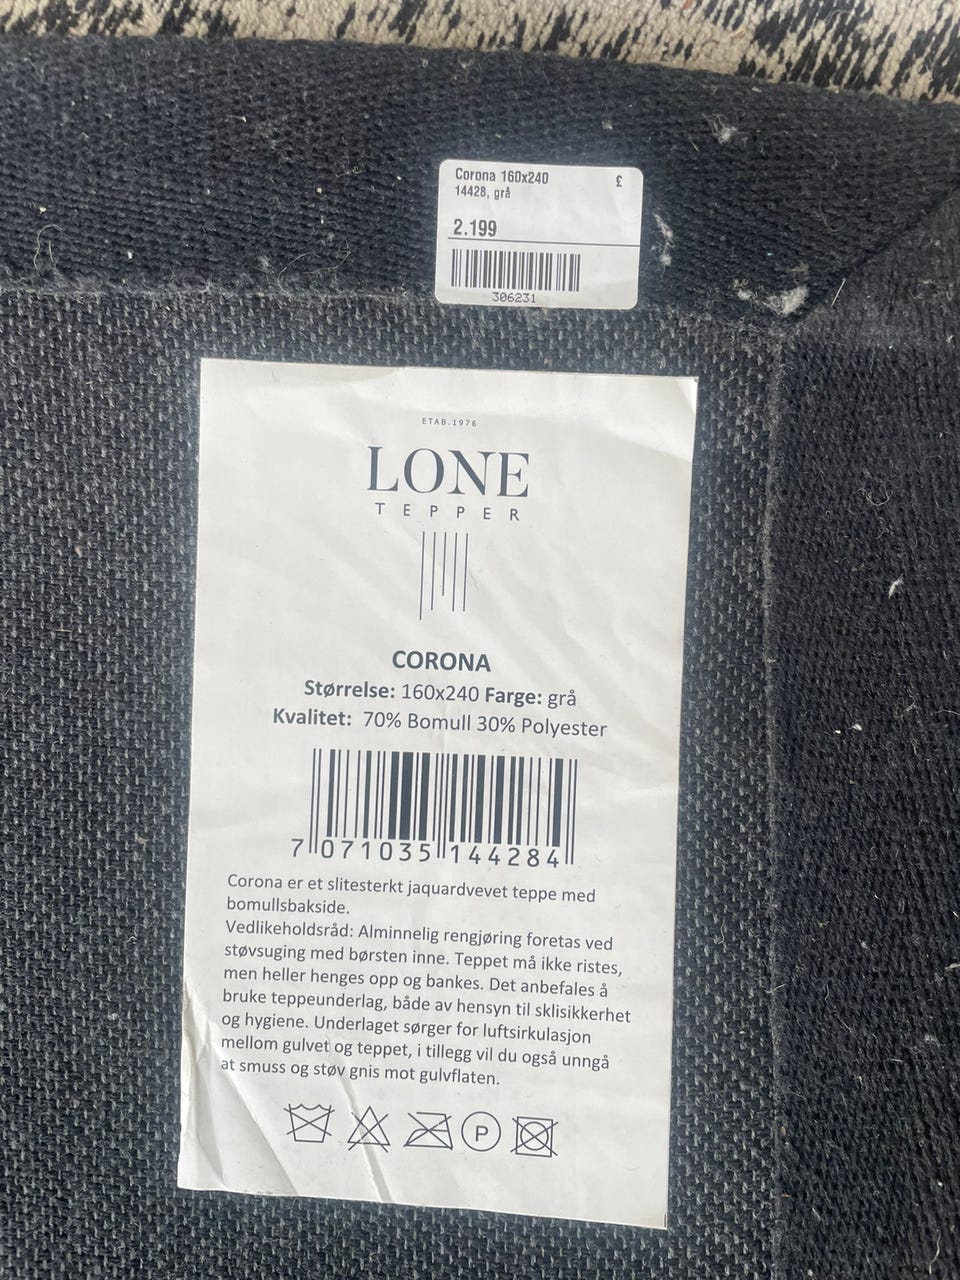 Corona 160x240 £
14428, grå
2.199
306231
ETAB.1976
LONE
TEPPER
CORONA
Størrelse: 160x240 Farge: grå
Kvalitet: 70% Bomull 30% Polyester
7 071035 144284
Corona er et slitesterkt jaquardvevet teppe med
bomullsbakside.
Vedlikeholdsråd: Alminnelig rengjøring foretas ved
støvsuging med børsten inne. Teppet må ikke ristes,
men heller henges opp og bankes. Det anbefales å
bruke teppeunderlag, både av hensyn til sklisikkerhet
og hygiene. Underlaget sørger for luftsirkulasjon
mellom gulvet og teppet, i tillegg vil du også unngå
at smuss og støv gnis mot gulvflaten.
P